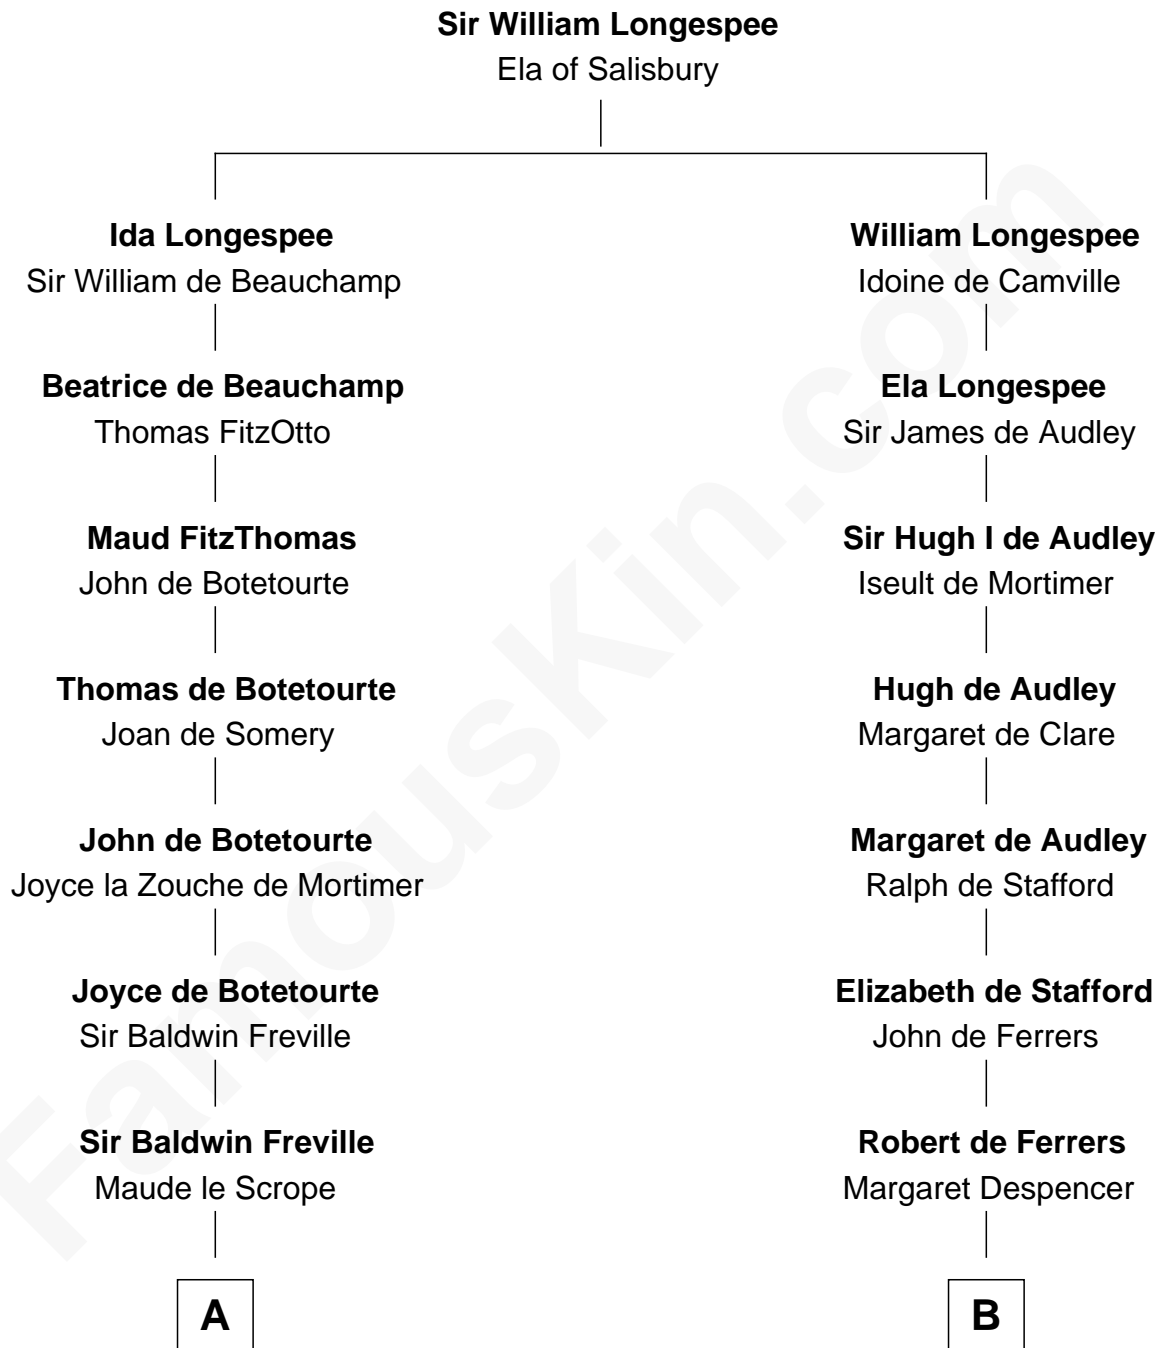 Sir William Longespee
Ela of Salisbury
Ida Longespee
Sir William de Beauchamp
William Longespee
Idoine de Camville
Beatrice de Beauchamp
Thomas FitzOtto
Ela Longespee
Sir James de Audley
Maud FitzThomas
John de Botetourte
Sir Hugh I de Audley
Iseult de Mortimer
Thomas de Botetourte
Joan de Somery
Hugh de Audley
Margaret de Clare
John de Botetourte
Joyce la Zouche de Mortimer
Margaret de Audley
Ralph de Stafford
Joyce de Botetourte
Sir Baldwin Freville
Elizabeth de Stafford
John de Ferrers
Sir Baldwin Freville
Maude le Scrope
Robert de Ferrers
Margaret Despencer
A
B
FamousKin.com